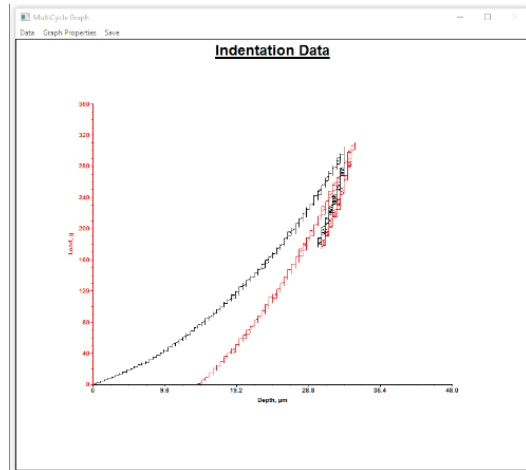 MultiCycle Graph
Data Graph Properties Save
Indentation Data
360
320
280
240
200
160
120
80
40
0
Load, g
0 9.6 19.2 28.8 38.4 48.0
Depth, µm